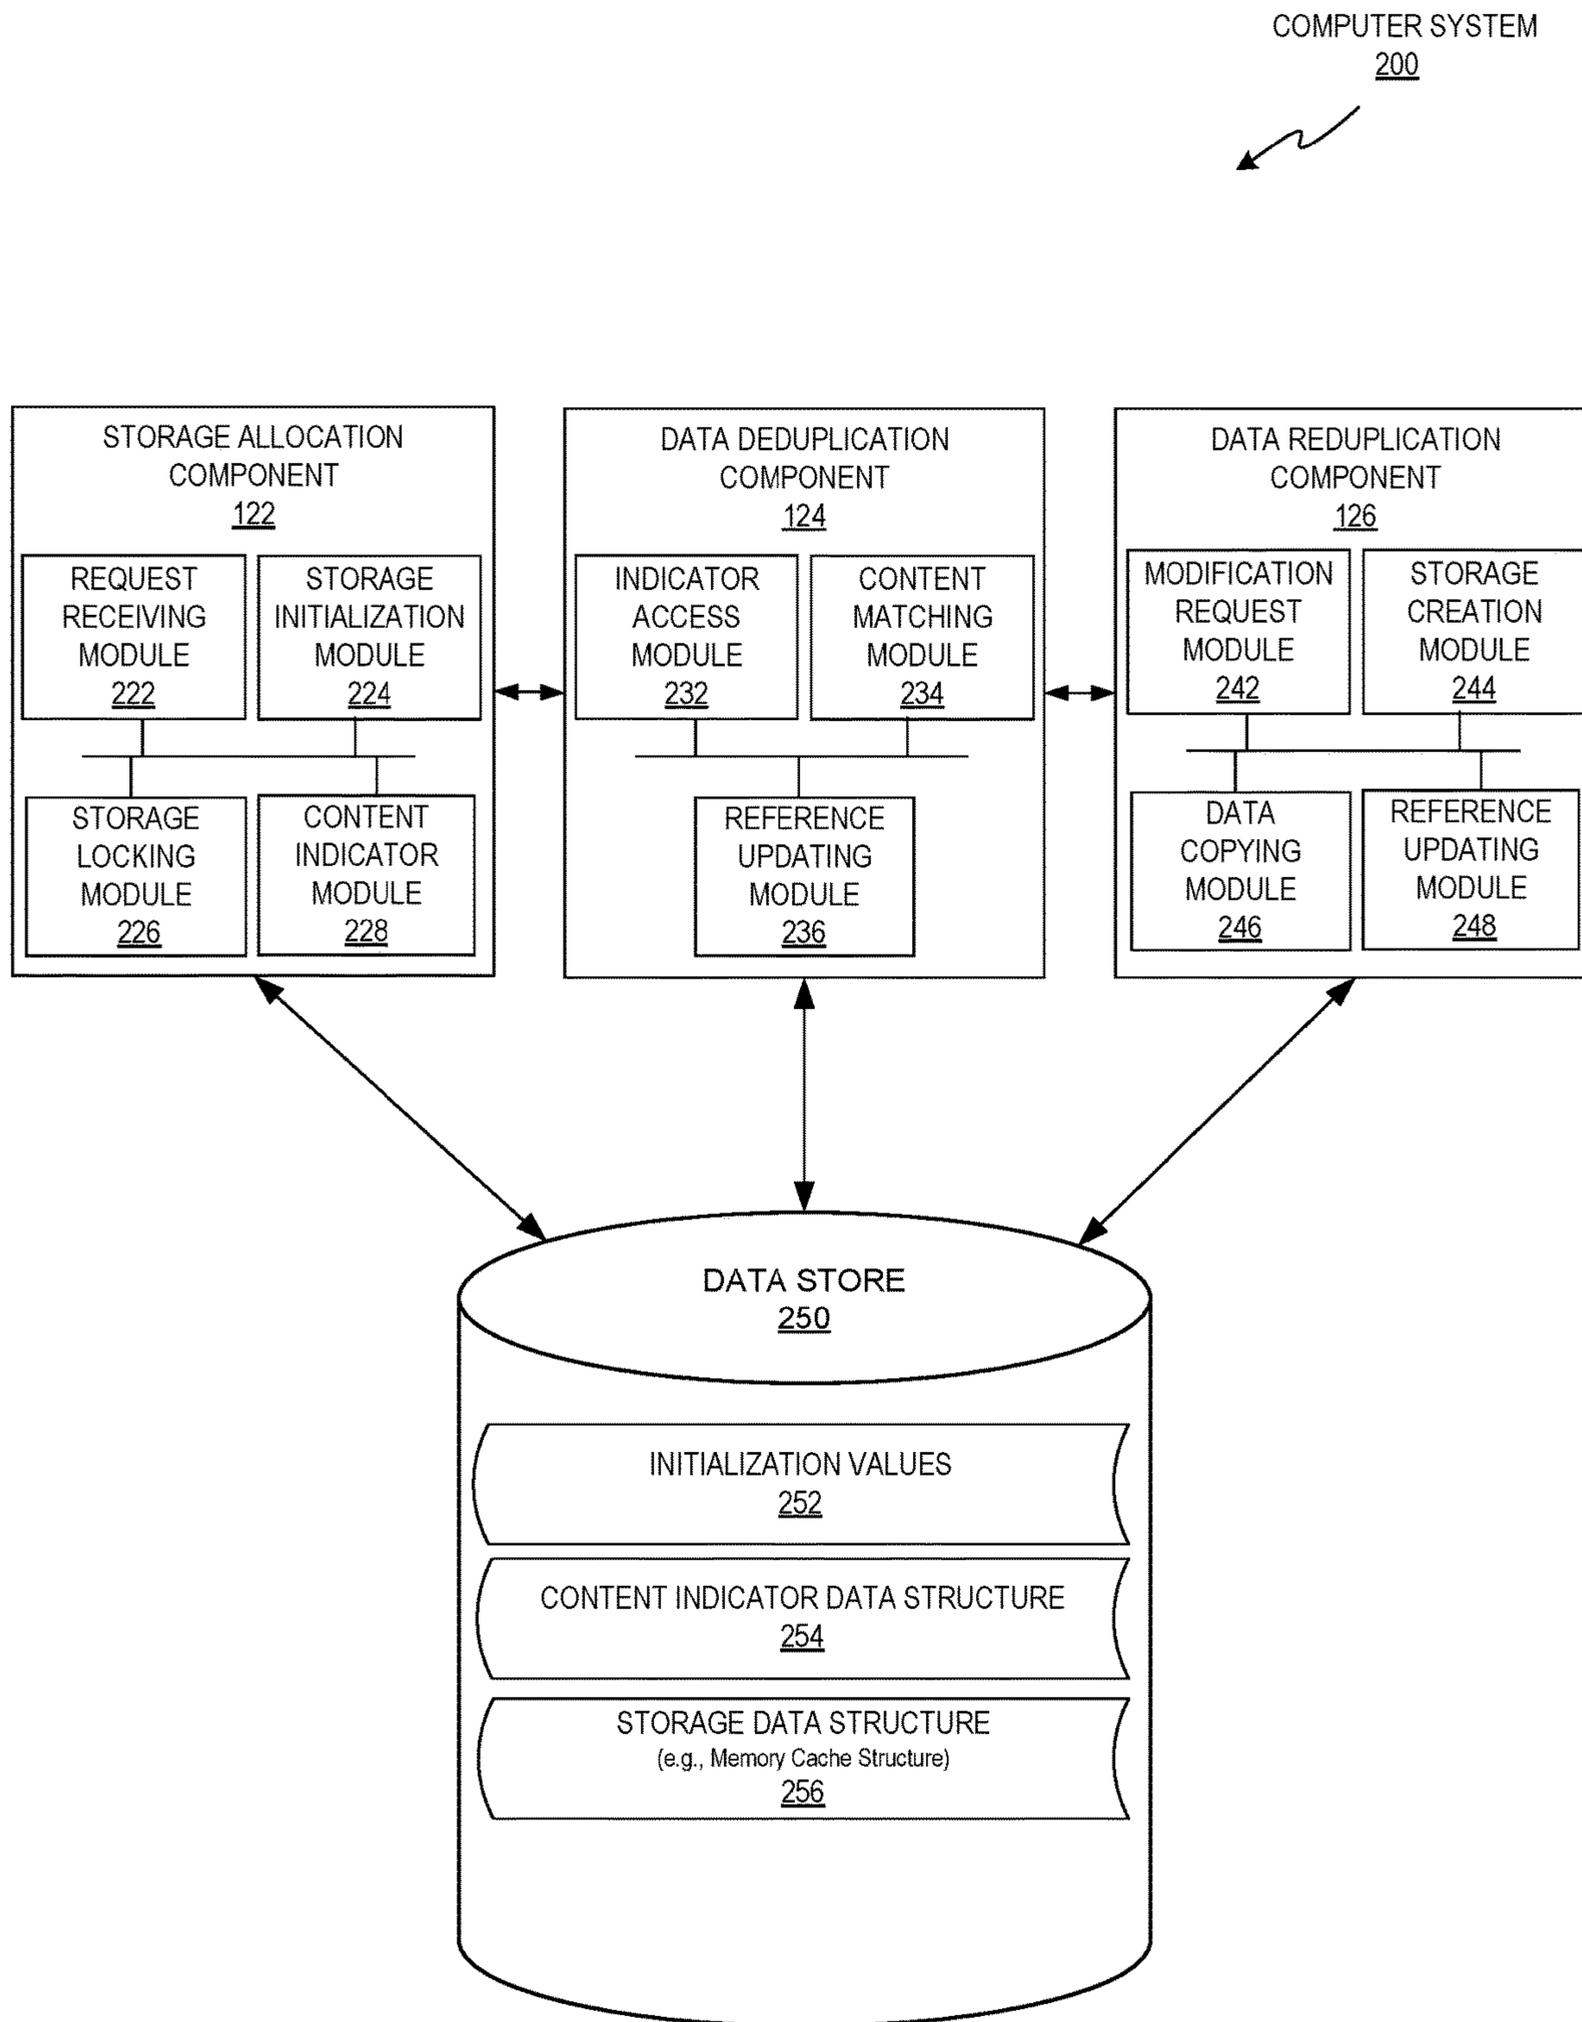 COMPUTER SYSTEM
200
STORAGE ALLOCATION
COMPONENT
122
REQUEST
RECEIVING
MODULE
222
STORAGE
INITIALIZATION
MODULE
224
STORAGE
LOCKING
MODULE
226
CONTENT
INDICATOR
MODULE
228
DATA DEDUPLICATION
COMPONENT
124
INDICATOR
ACCESS
MODULE
232
CONTENT
MATCHING
MODULE
234
REFERENCE
UPDATING
MODULE
236
DATA REDUPLICATION
COMPONENT
126
MODIFICATION
REQUEST
MODULE
242
STORAGE
CREATION
MODULE
244
DATA
COPYING
MODULE
246
REFERENCE
UPDATING
MODULE
248
DATA STORE
250
INITIALIZATION VALUES
252
CONTENT INDICATOR DATA STRUCTURE
254
STORAGE DATA STRUCTURE
(e.g., Memory Cache Structure)
256